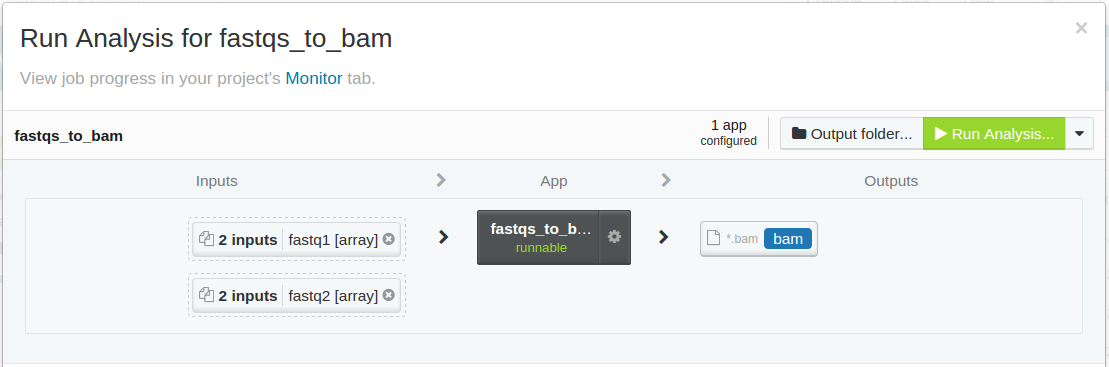 Run Analysis for fastqs_to_bam
View job progress in your project's Monitor tab.
fastqs_to_bam
1 app
configured
Output folder...
Run Analysis...
Inputs
App
Outputs
2 inputs fastq1 [array]
fastqs_to_b...
runnable
*.bam bam
2 inputs fastq2 [array]